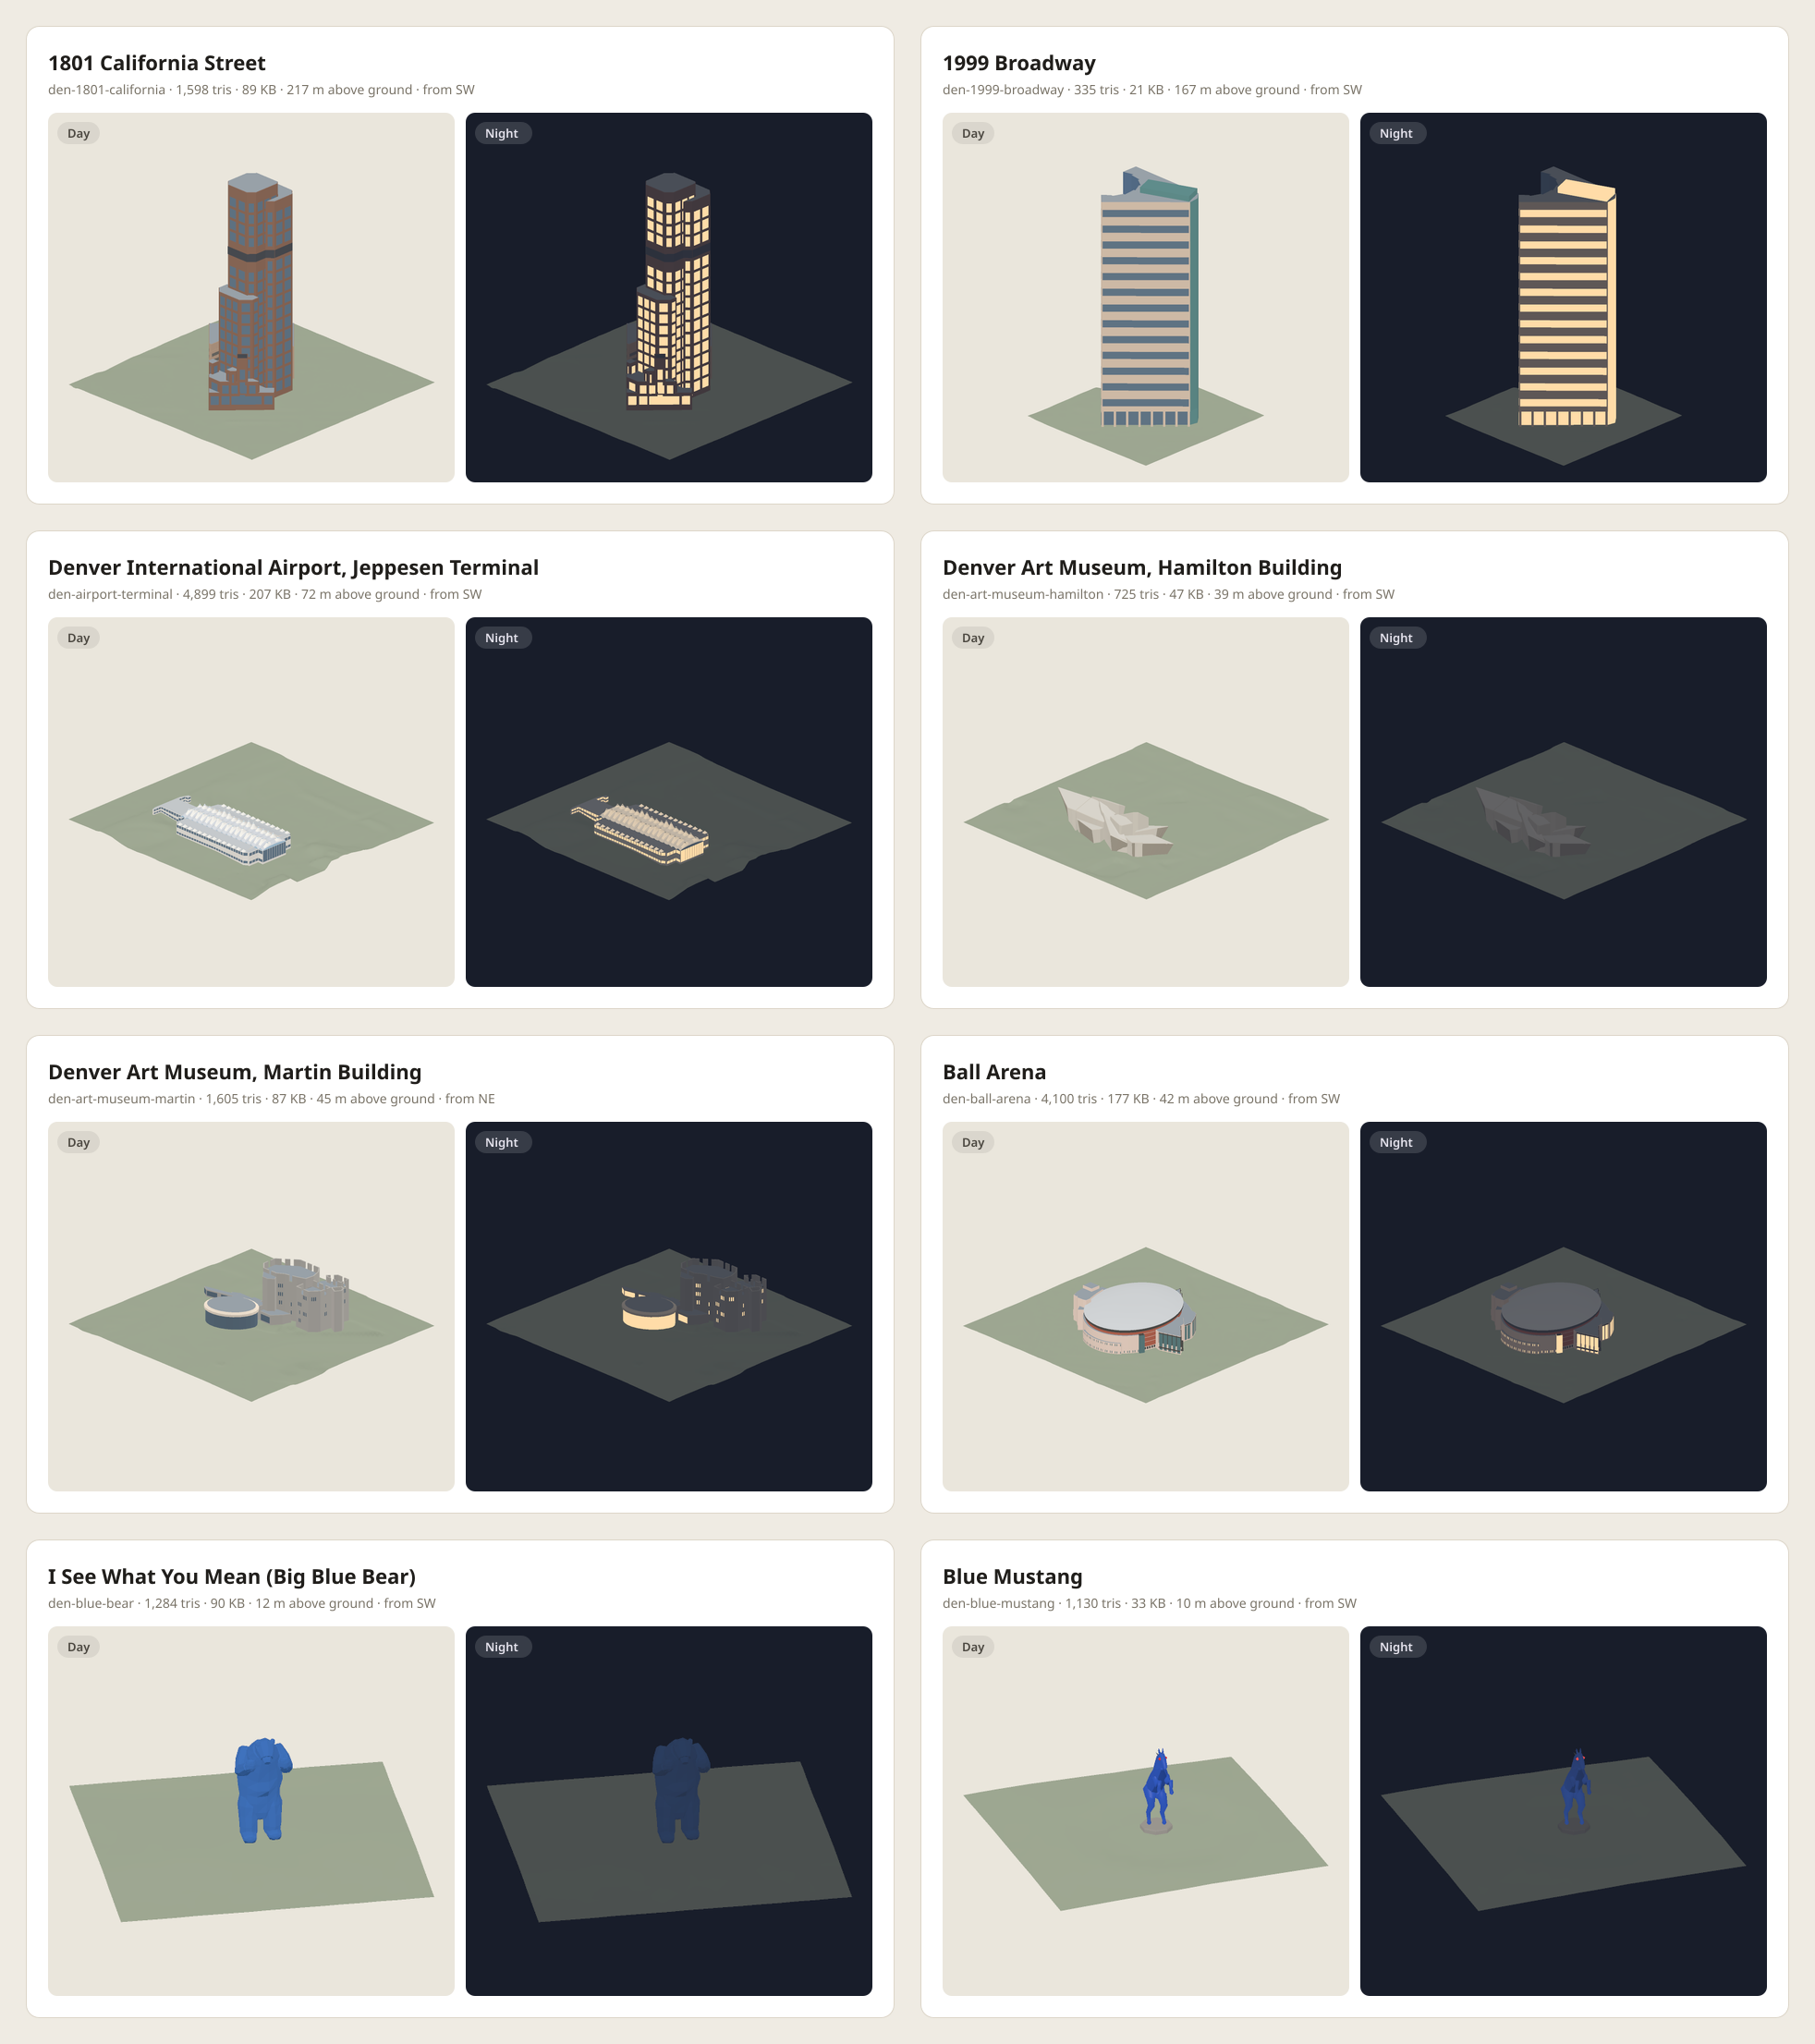 1801 California Street
den-1801-california · 1,598 tris · 89 KB · 217 m above ground · from SW
Day
Night
1999 Broadway
den-1999-broadway · 335 tris · 21 KB · 167 m above ground · from SW
Day
Night
Denver International Airport, Jeppesen Terminal
den-airport-terminal · 4,899 tris · 207 KB · 72 m above ground · from SW
Day
Night
Denver Art Museum, Hamilton Building
den-art-museum-hamilton · 725 tris · 47 KB · 39 m above ground · from SW
Day
Night
Denver Art Museum, Martin Building
den-art-museum-martin · 1,605 tris · 87 KB · 45 m above ground · from NE
Day
Night
Ball Arena
den-ball-arena · 4,100 tris · 177 KB · 42 m above ground · from SW
Day
Night
I See What You Mean (Big Blue Bear)
den-blue-bear · 1,284 tris · 90 KB · 12 m above ground · from SW
Day
Night
Blue Mustang
den-blue-mustang · 1,130 tris · 33 KB · 10 m above ground · from SW
Day
Night